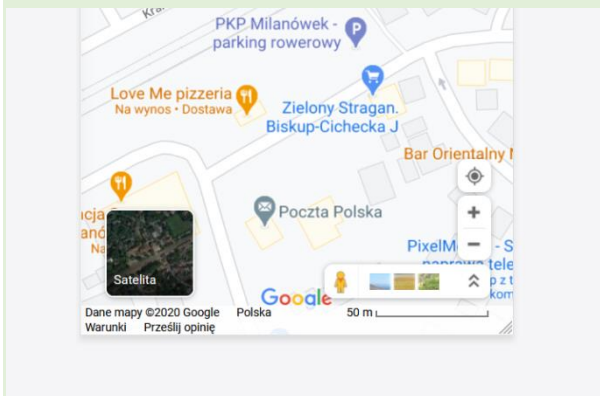 PKP Milanówek -
parking rowerowy
Love Me pizzeria
Na wynos • Dostawa
Zielony Stragan.
Biskup-Cichecka J
Bar Orientalny
Poczta Polska
Satelita
Google
Dane mapy ©2020 Google Polska 50 m
Warunki Prześlij opinię